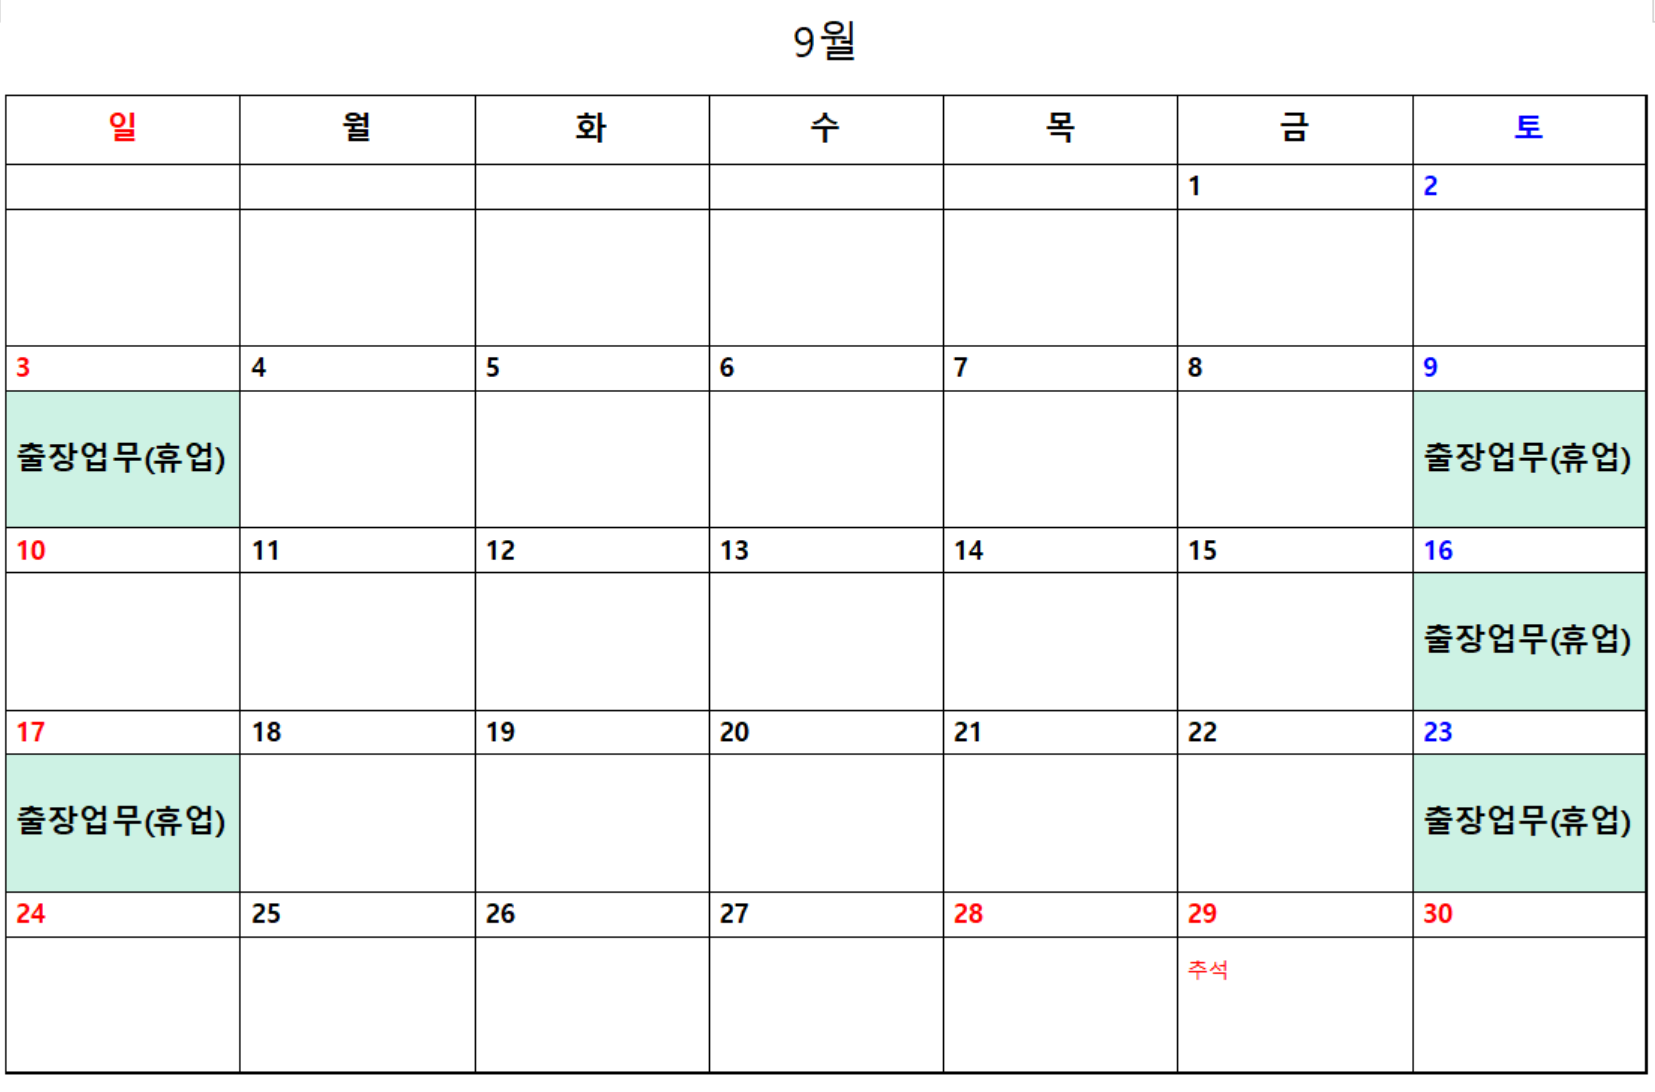 9월
일 월 화 수 목 금 토
1 2
3 4 5 6 7 8 9
출장업무(휴업) 출장업무(휴업)
10 11 12 13 14 15 16
출장업무(휴업)
17 18 19 20 21 22 23
출장업무(휴업) 출장업무(휴업)
24 25 26 27 28 29 30
추석